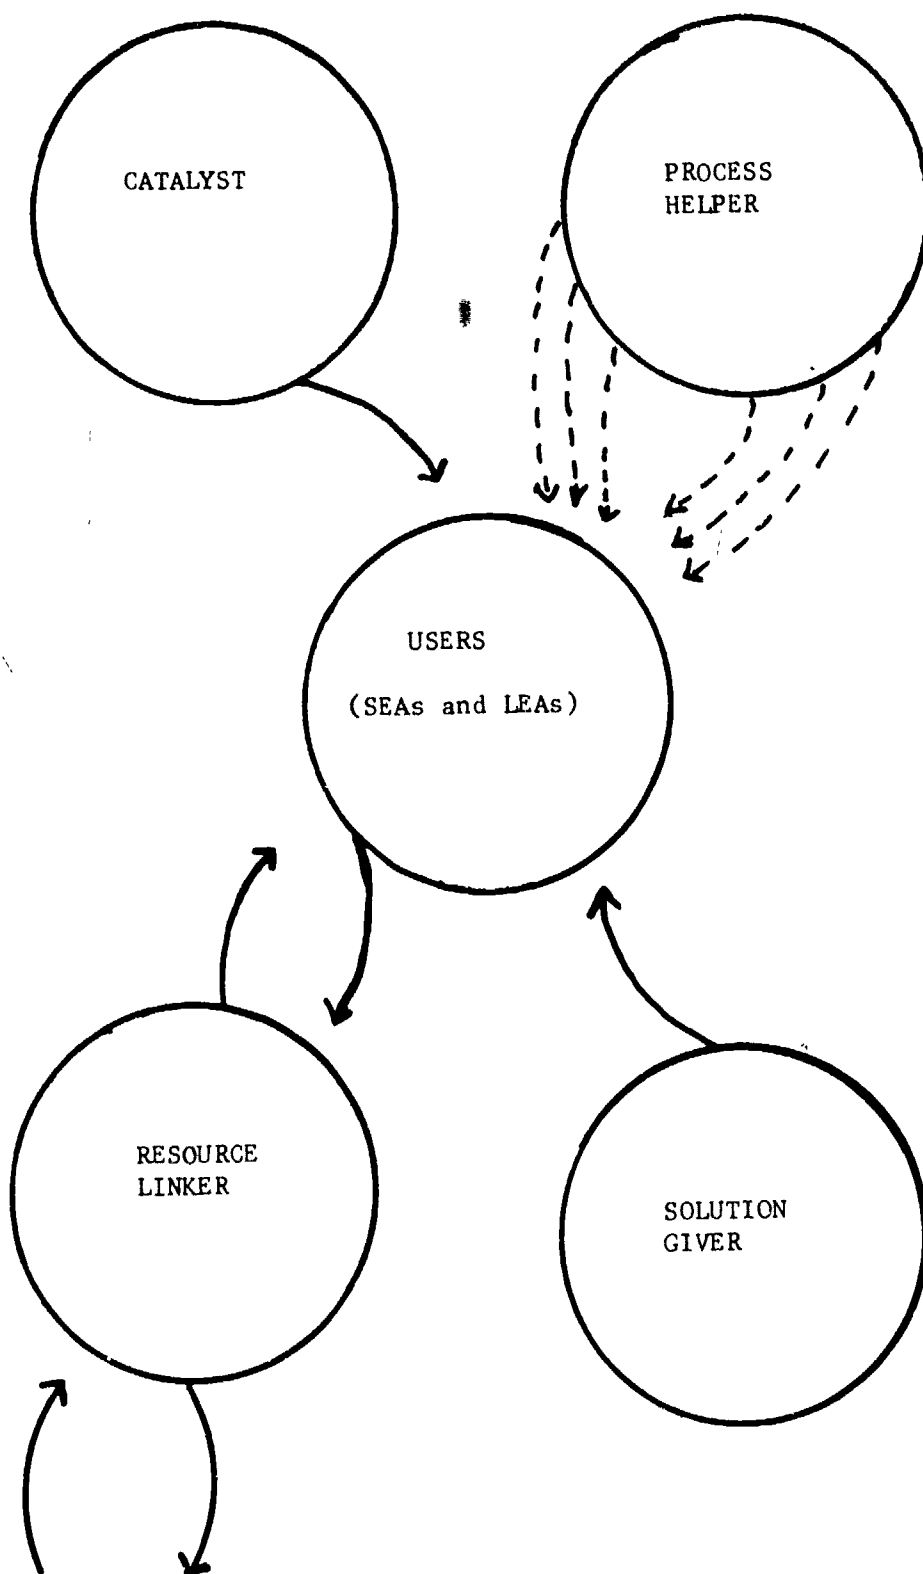 CATALYST
PROCESS
HELPER
USERS
(SEAs and LEAs)
RESOURCE
LINKER
SOLUTION
GIVER